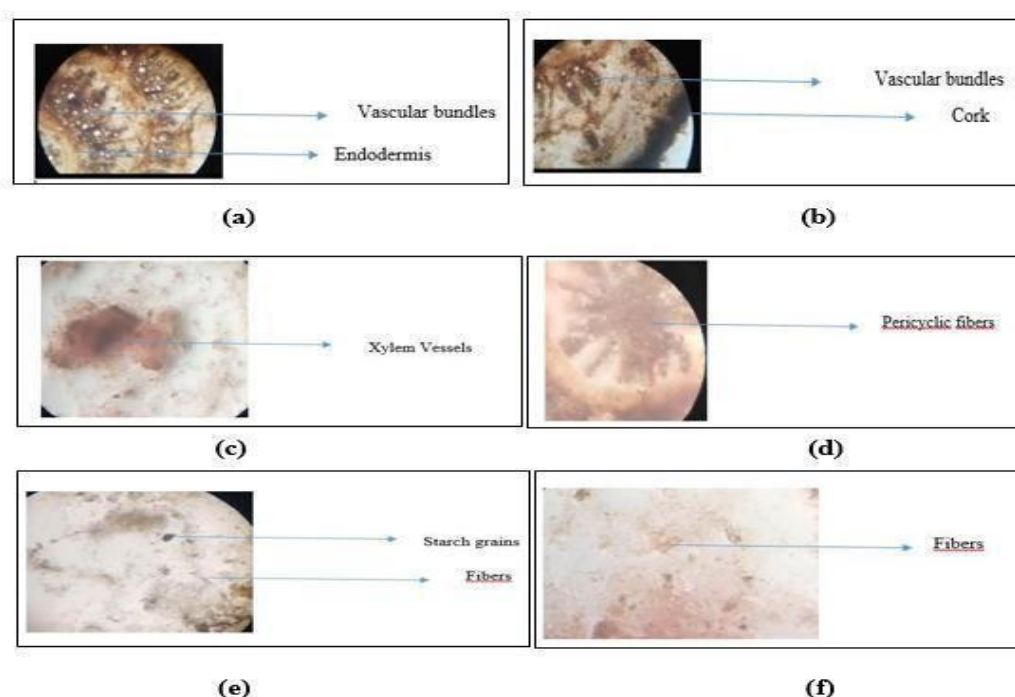 Vascular bundles
Endodermis
(a)
Vascular bundles
Cork
(b)
Xylem Vessels
(c)
Pericyclic fibers
(d)
Starch grains
Fibers
(e)
Fibers
(f)